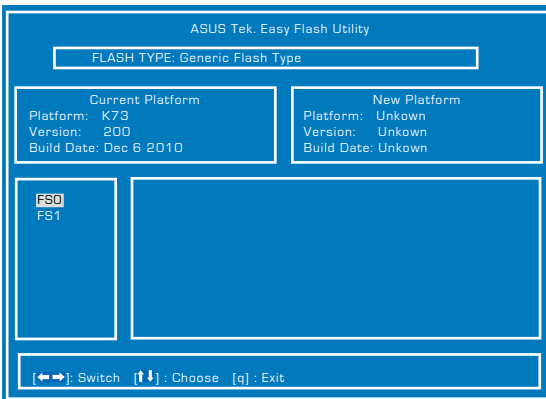 ASUS Tek. Easy Flash Utility
FLASH TYPE: Generic Flash Type
Current Platform
Platform: K73
Version: 200
Build Date: Dec 6 2010
New Platform
Platform: Unkown
Version: Unkown
Build Date: Unkown
FS0
FS1
[←→]: Switch [↑↓] : Choose [q] : Exit